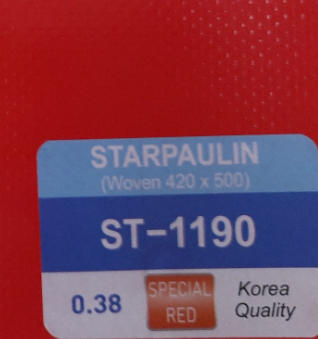 STARPAULIN
(Woven 420 x 500)
ST-1190
0.38
SPECIAL
RED
Korea
Quality